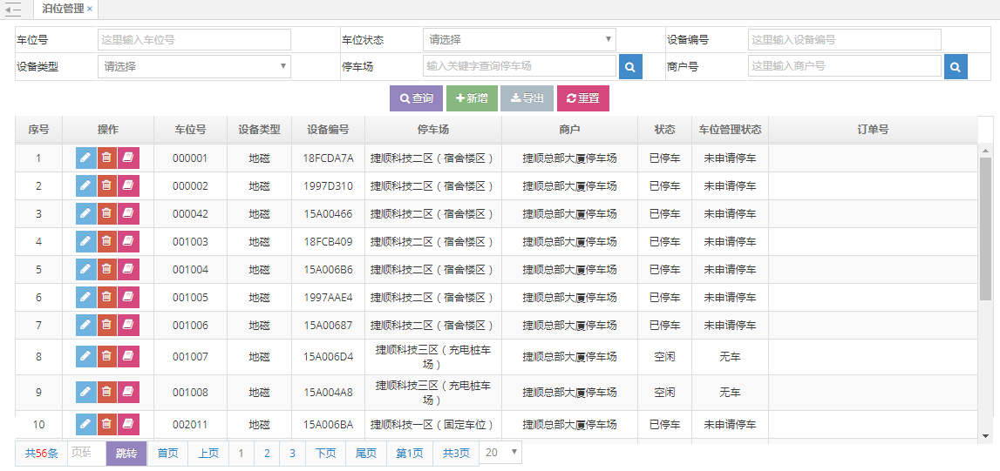 泊位管理 ×
车位号 这里输入车位号 车位状态 请选择 设备编号 这里输入设备编号
设备类型 请选择 停车场 输入关键字查询停车场 商户号 这里输入商户号
查询 新增 导出 重置
序号 操作 车位号 设备类型 设备编号 停车场 商户 状态 车位管理状态 订单号
1 000001 地磁 18FCDA7A 捷顺科技二区（宿舍楼区） 捷顺总部大厦停车场 已停车 未申请停车
2 000002 地磁 1997D310 捷顺科技二区（宿舍楼区） 捷顺总部大厦停车场 已停车 未申请停车
3 000042 地磁 15A00466 捷顺科技二区（宿舍楼区） 捷顺总部大厦停车场 已停车 未申请停车
4 001003 地磁 18FCB409 捷顺科技二区（宿舍楼区） 捷顺总部大厦停车场 已停车 未申请停车
5 001004 地磁 15A006B6 捷顺科技二区（宿舍楼区） 捷顺总部大厦停车场 已停车 未申请停车
6 001005 地磁 1997AAE4 捷顺科技二区（宿舍楼区） 捷顺总部大厦停车场 已停车 未申请停车
7 001006 地磁 15A00687 捷顺科技二区（宿舍楼区） 捷顺总部大厦停车场 已停车 未申请停车
8 001007 地磁 15A006D4 捷顺科技三区（充电桩车场） 捷顺总部大厦停车场 空闲 无车
9 001008 地磁 15A004A8 捷顺科技三区（充电桩车场） 捷顺总部大厦停车场 空闲 无车
10 002011 地磁 15A006BA 捷顺科技一区（固定车位） 捷顺总部大厦停车场 已停车 未申请停车
共56条 页码 跳转 首页 上页 1 2 3 下页 尾页 第1页 共3页 20